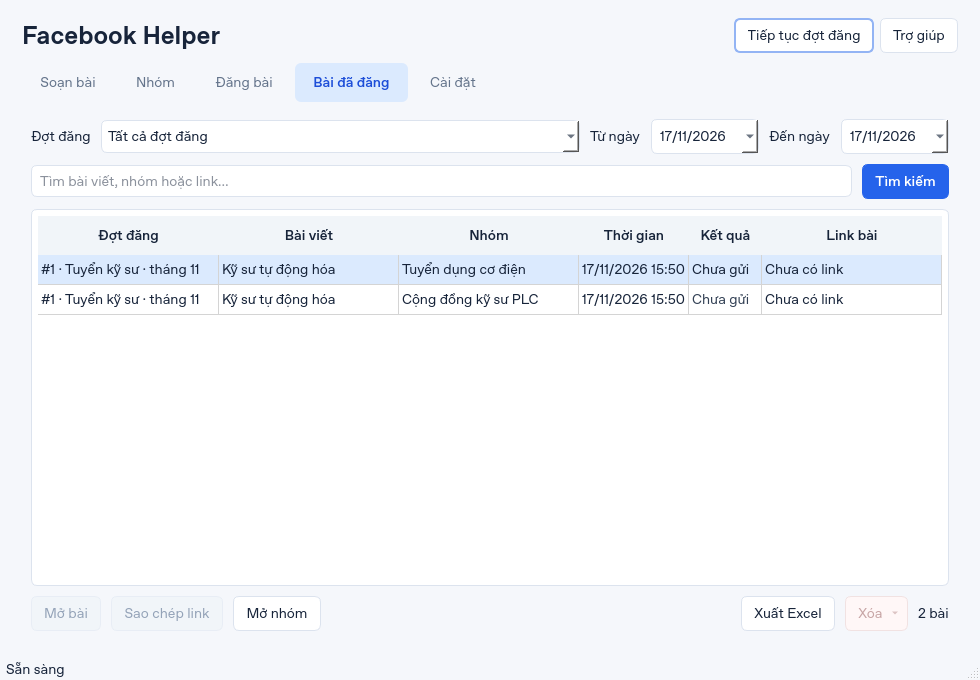 Facebook Helper
Tiếp tục đợt đăng
Trợ giúp
Soạn bài
Nhóm
Đăng bài
Bài đã đăng
Cài đặt
Đợt đăng
Tất cả đợt đăng
Từ ngày
17/11/2026
Đến ngày
17/11/2026
Tìm bài viết, nhóm hoặc link...
Tìm kiếm
Đợt đăng Bài viết Nhóm Thời gian Kết quả Link bài
#1 · Tuyển kỹ sư · tháng 11 Kỹ sư tự động hóa Tuyển dụng cơ điện 17/11/2026 15:50 Chưa gửi Chưa có link
#1 · Tuyển kỹ sư · tháng 11 Kỹ sư tự động hóa Cộng đồng kỹ sư PLC 17/11/2026 15:50 Chưa gửi Chưa có link
Mở bài
Sao chép link
Mở nhóm
Xuất Excel
Xóa
2 bài
Sẵn sàng